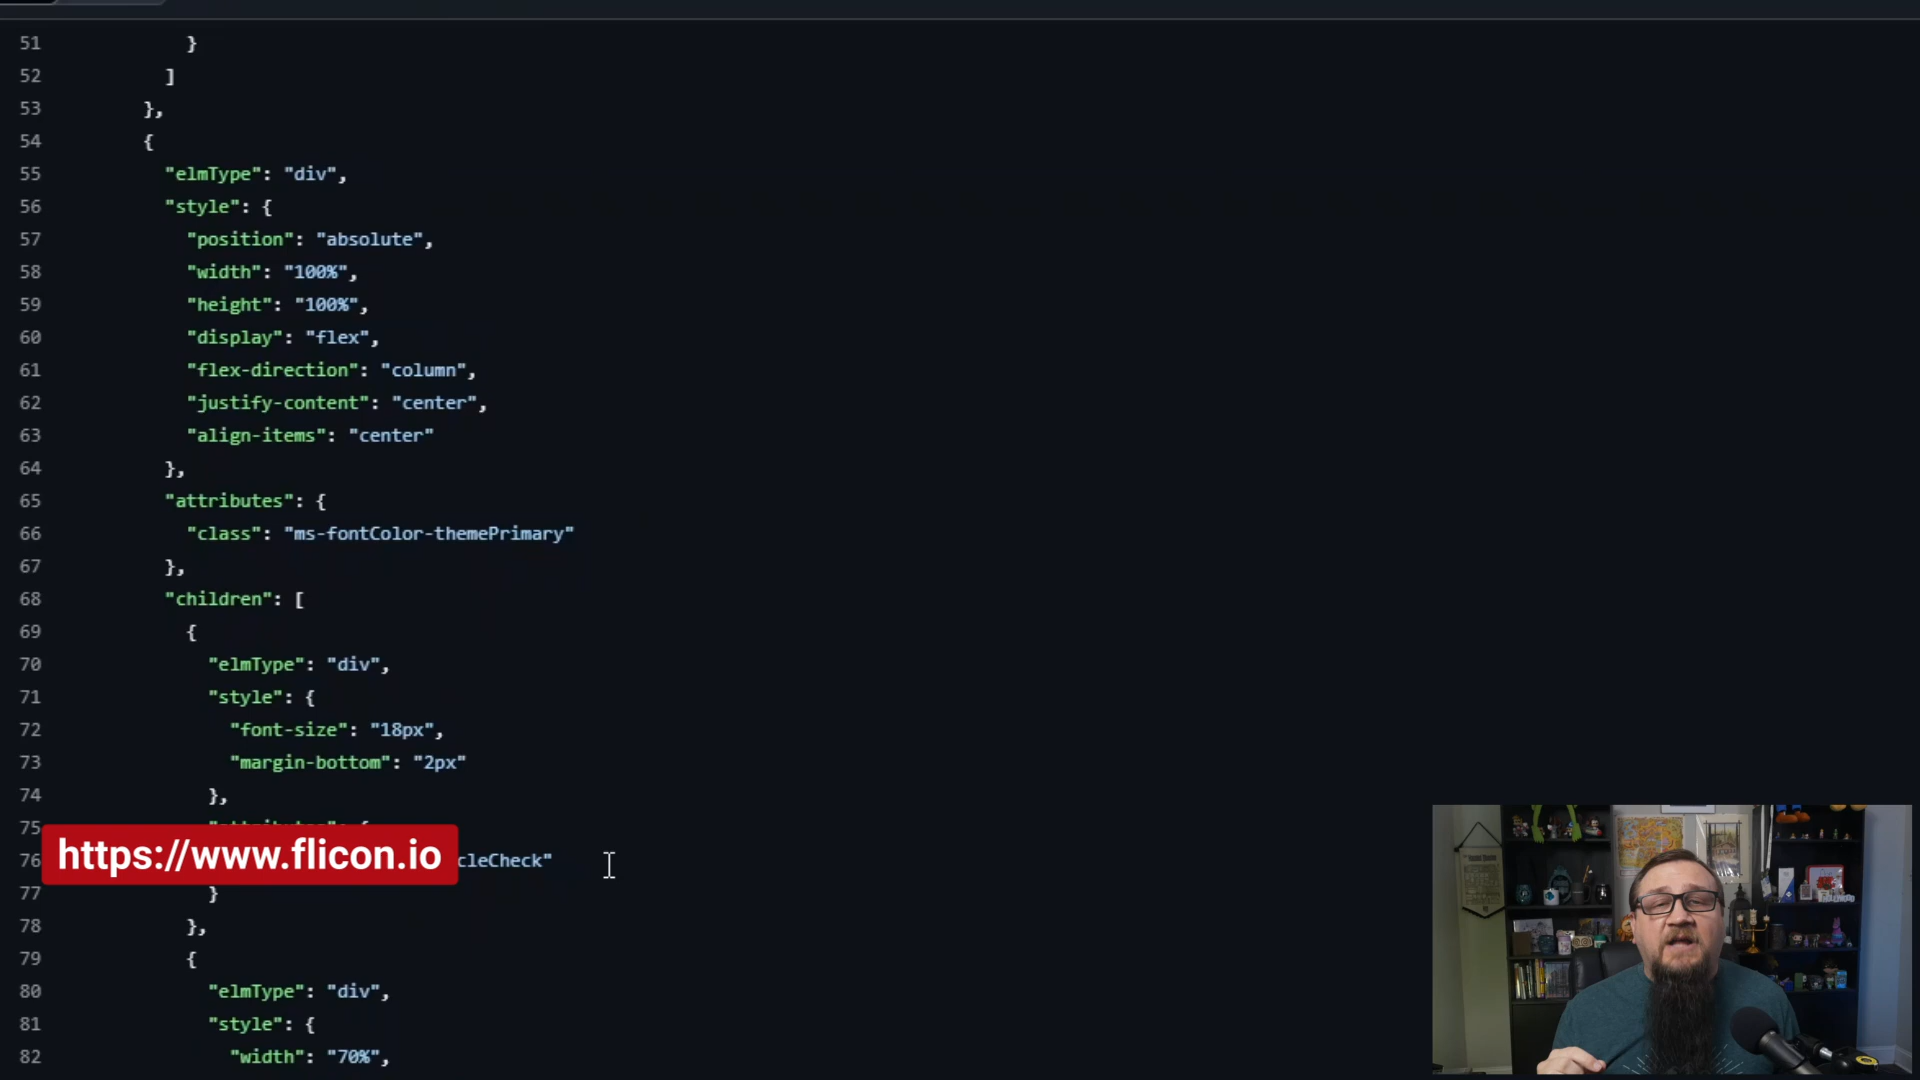 51 }
52 ]
53 },
54 {
55 "elmType": "div",
56 "style": {
57 "position": "absolute",
58 "width": "100%",
59 "height": "100%",
60 "display": "flex",
61 "flex-direction": "column",
62 "justify-content": "center",
63 "align-items": "center"
64 },
65 "attributes": {
66 "class": "ms-fontColor-themePrimary"
67 },
68 "children": [
69 {
70 "elmType": "div",
71 "style": {
72 "font-size": "18px",
73 "margin-bottom": "2px"
74 },
75
https://www.flicon.io
76 cleCheck"
77 }
78 },
79 {
80 "elmType": "div",
81 "style": {
82 "width": "70%",